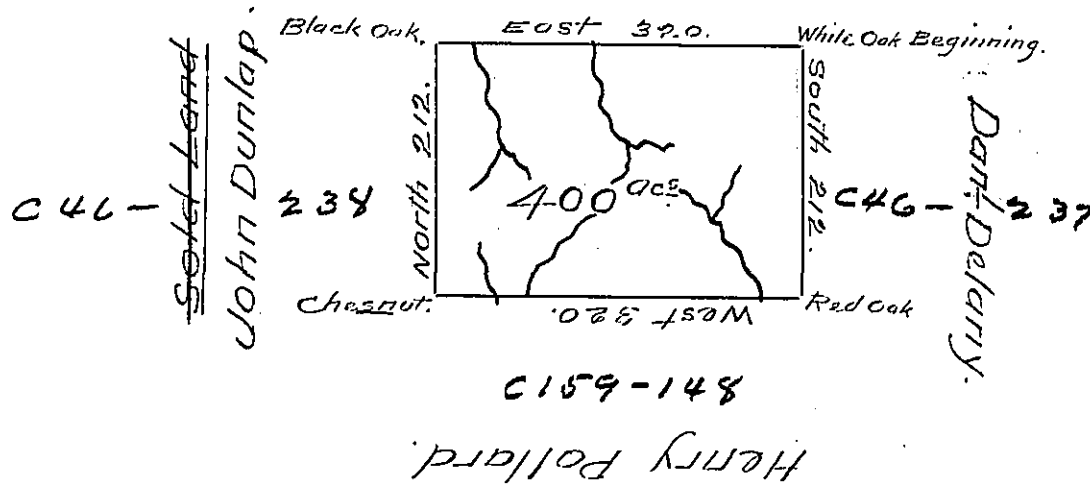 Black Oak.
East 320.
White Oak Beginning.
Sold Land
John Dunlap.
C46-238
North 212.
400 acs.
South 212.
C46-237
Danl. Delany.
Chesnut.
West 320.
Red Oak
C159-148
Henry Pollard.